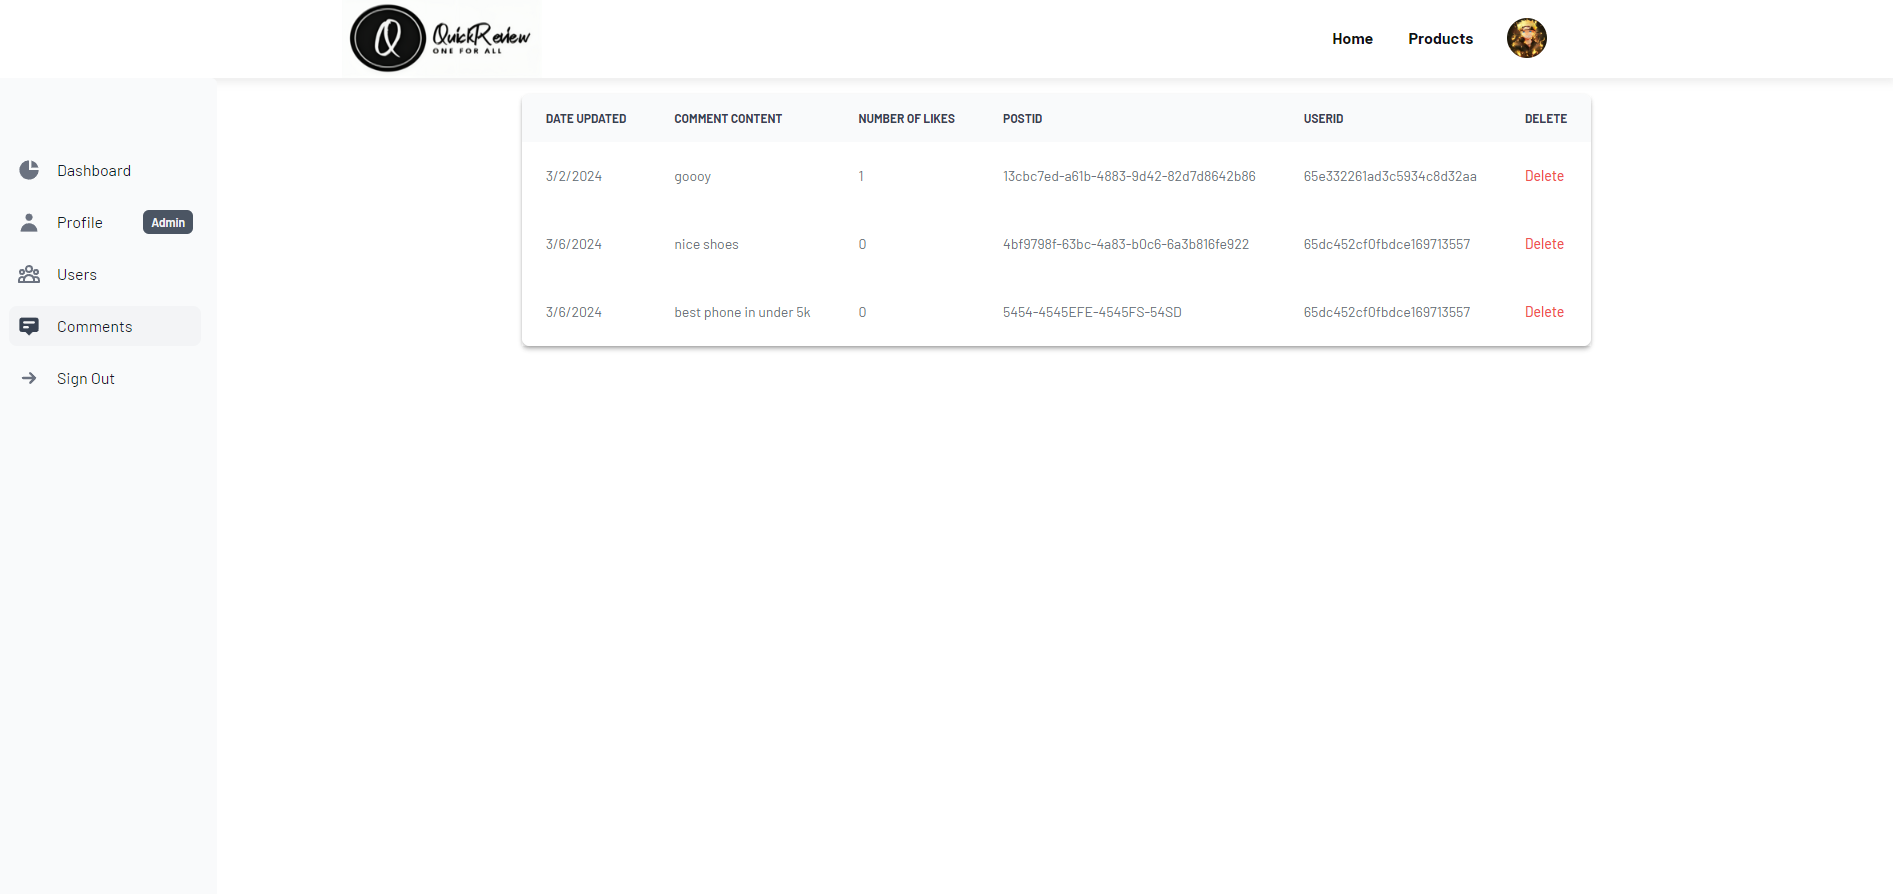 QuickReview
ONE FOR ALL
Home Products
Dashboard
Profile Admin
Users
Comments
Sign Out
DATE UPDATED COMMENT CONTENT NUMBER OF LIKES POSTID USERID DELETE
3/2/2024 goooy 1 13cbc7ed-a61b-4883-9d42-82d7d8642b86 65e332261ad3c5934c8d32aa Delete
3/6/2024 nice shoes 0 4bf9798f-63bc-4a83-b0c6-6a3b816fe922 65dc452cf0fbdce169713557 Delete
3/6/2024 best phone in under 5k 0 5454-4545EFE-4545FS-54SD 65dc452cf0fbdce169713557 Delete